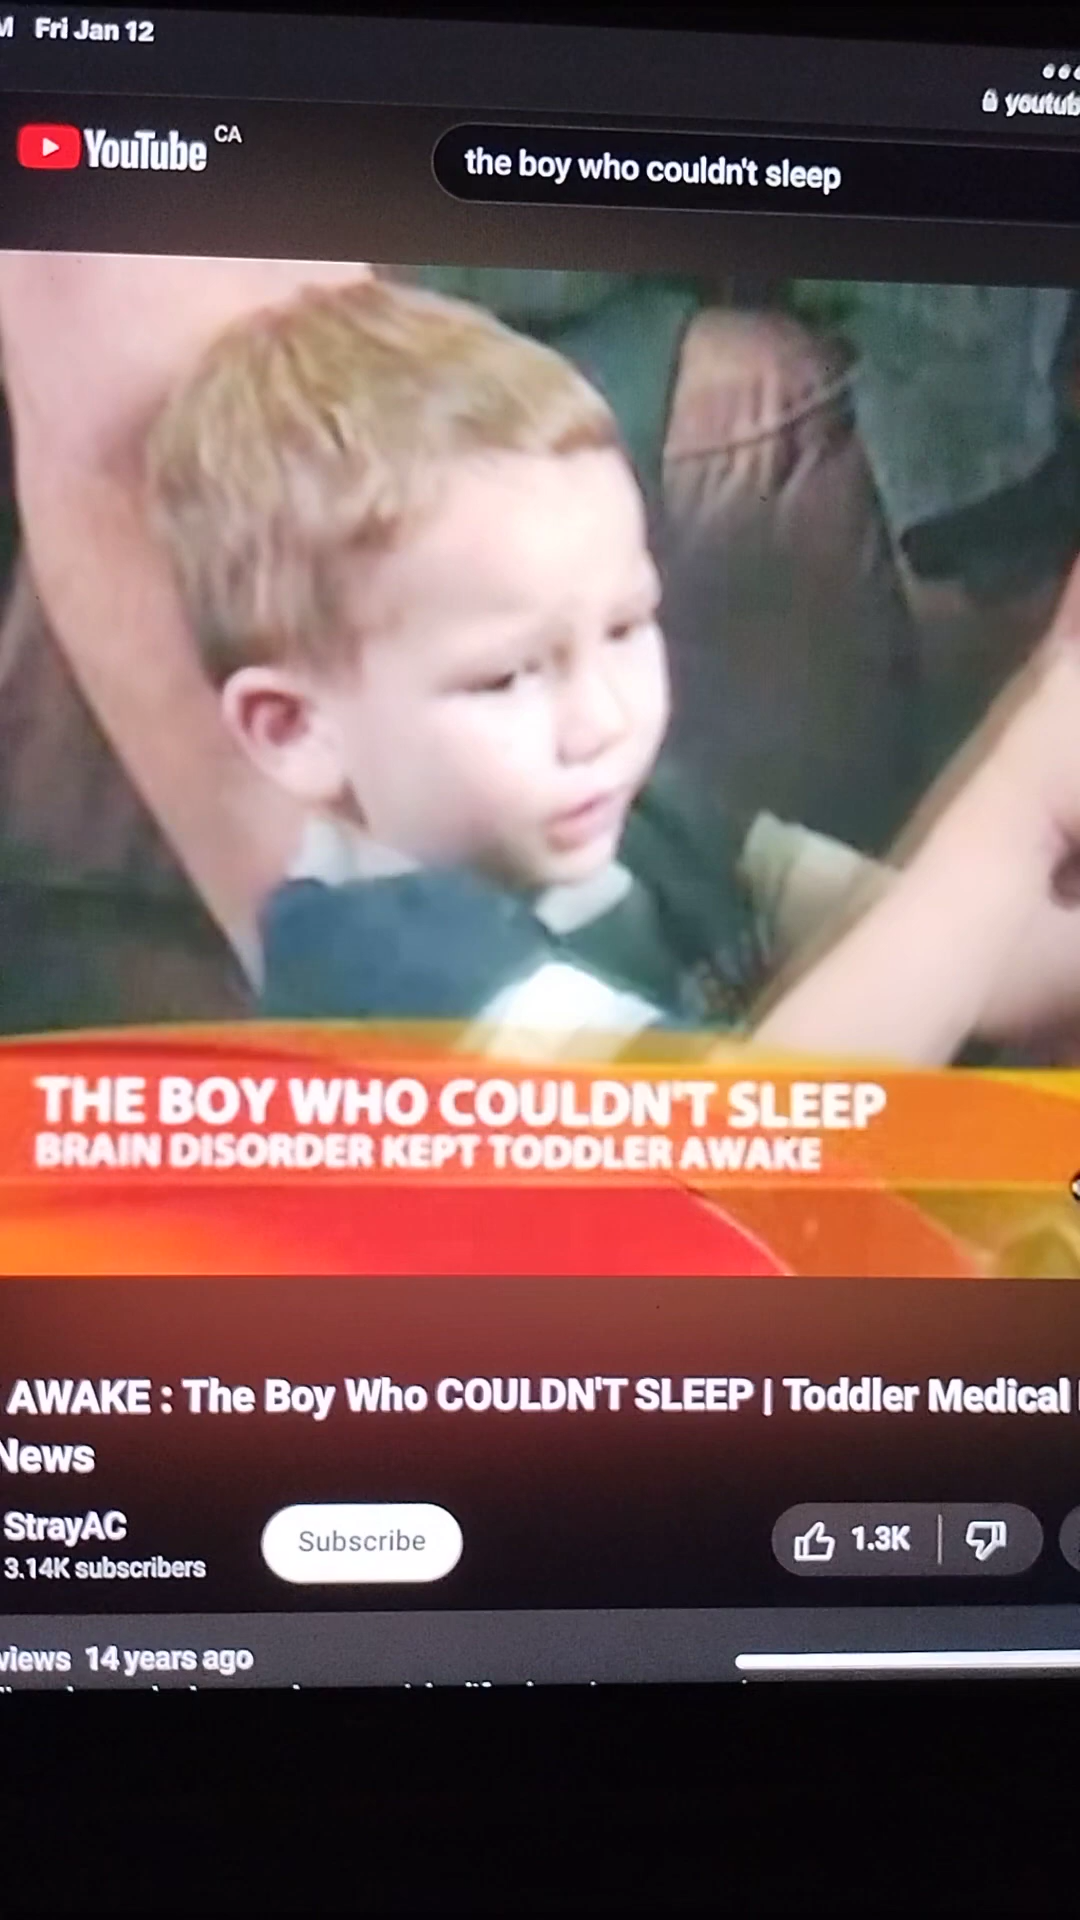 Fri Jan 12
YouTube CA
the boy who couldn't sleep
THE BOY WHO COULDN'T SLEEP
BRAIN DISORDER KEPT TODDLER AWAKE
AWAKE : The Boy Who COULDN'T SLEEP | Toddler Medical
News
StrayAC
3.14K subscribers
Subscribe
1.3K
views 14 years ago